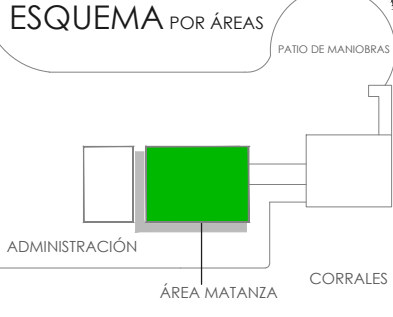 ESQUEMA POR ÁREAS
PATIO DE MANIOBRAS
ADMINISTRACIÓN
CORRALES
ÁREA MATANZA